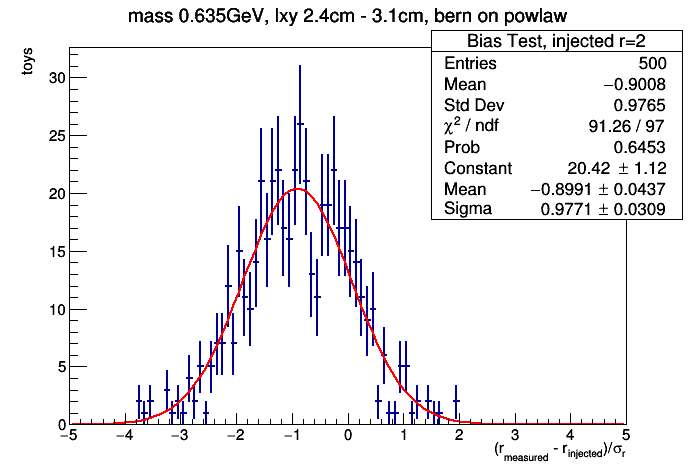 mass 0.635GeV, lxy 2.4cm - 3.1cm, bern on powlaw
Bias Test, injected r=2
Entries 500
Mean −0.9008
Std Dev 0.9765
χ² / ndf 91.26 / 97
Prob 0.6453
Constant 20.42 ± 1.12
Mean −0.8991 ± 0.0437
Sigma 0.9771 ± 0.0309
toys
30
25
20
15
10
5
0
−5 −4 −3 −2 −1 0 1 2 3 4 5
(r_measured - r_injected)/σ_r